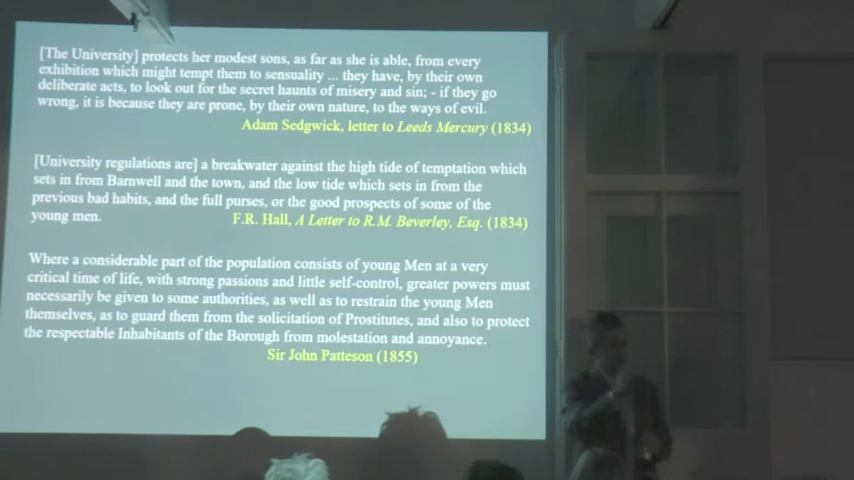 [The University] protects her modest sons, as far as she is able, from every
exhibition which might tempt them to sensuality ... they have, by their own
deliberate acts, to look out for the secret haunts of misery and sin; - if they go
wrong, it is because they are prone, by their own nature, to the ways of evil.
Adam Sedgwick, letter to Leeds Mercury (1834)
[University regulations are] a breakwater against the high tide of temptation which
sets in from Barnwell and the town, and the low tide which sets in from the
previous bad habits, and the full purses, or the good prospects of some of the
young men.
F.R. Hall, A Letter to R.M. Beverley, Esq. (1834)
Where a considerable part of the population consists of young Men at a very
critical time of life, with strong passions and little self-control, greater powers must
necessarily be given to some authorities, as well as to restrain the young Men
themselves, as to guard them from the solicitation of Prostitutes, and also to protect
the respectable Inhabitants of the Borough from molestation and annoyance.
Sir John Patteson (1855)